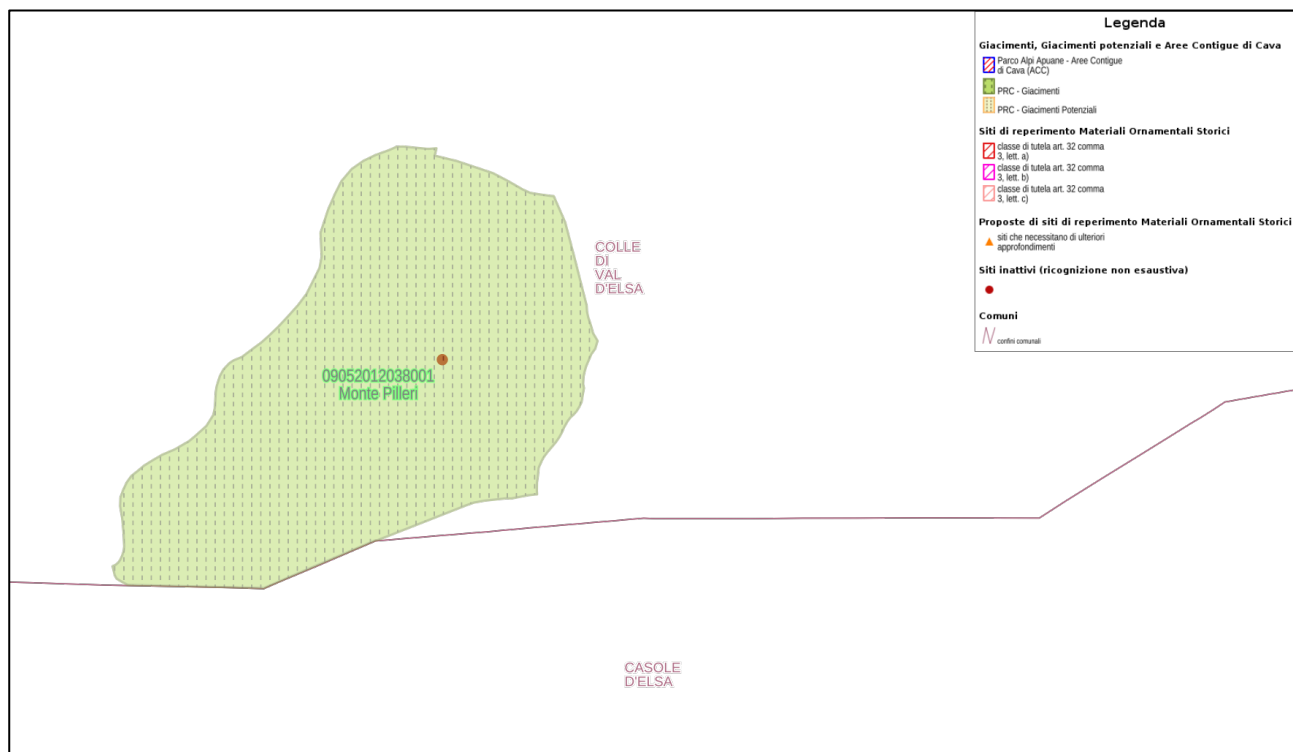 Legenda
Giacimenti, Giacimenti potenziali e Aree Contigue di Cava
Parco Alpi Apuane - Aree Contigue
di Cava (ACC)
PRC - Giacimenti
PRC - Giacimenti Potenziali
Siti di reperimento Materiali Ornamentali Storici
classe di tutela art. 32 comma
3, lett. a)
classe di tutela art. 32 comma
3, lett. b)
classe di tutela art. 32 comma
3, lett. c)
Proposte di siti di reperimento Materiali Ornamentali Storici
siti che necessitano di ulteriori
approfondimenti
Siti inattivi (ricognizione non esaustiva)
Comuni
confini comunali
COLLE
DI
VAL
D'ELSA
09052012038001
Monte Pilleri
CASOLE
D'ELSA